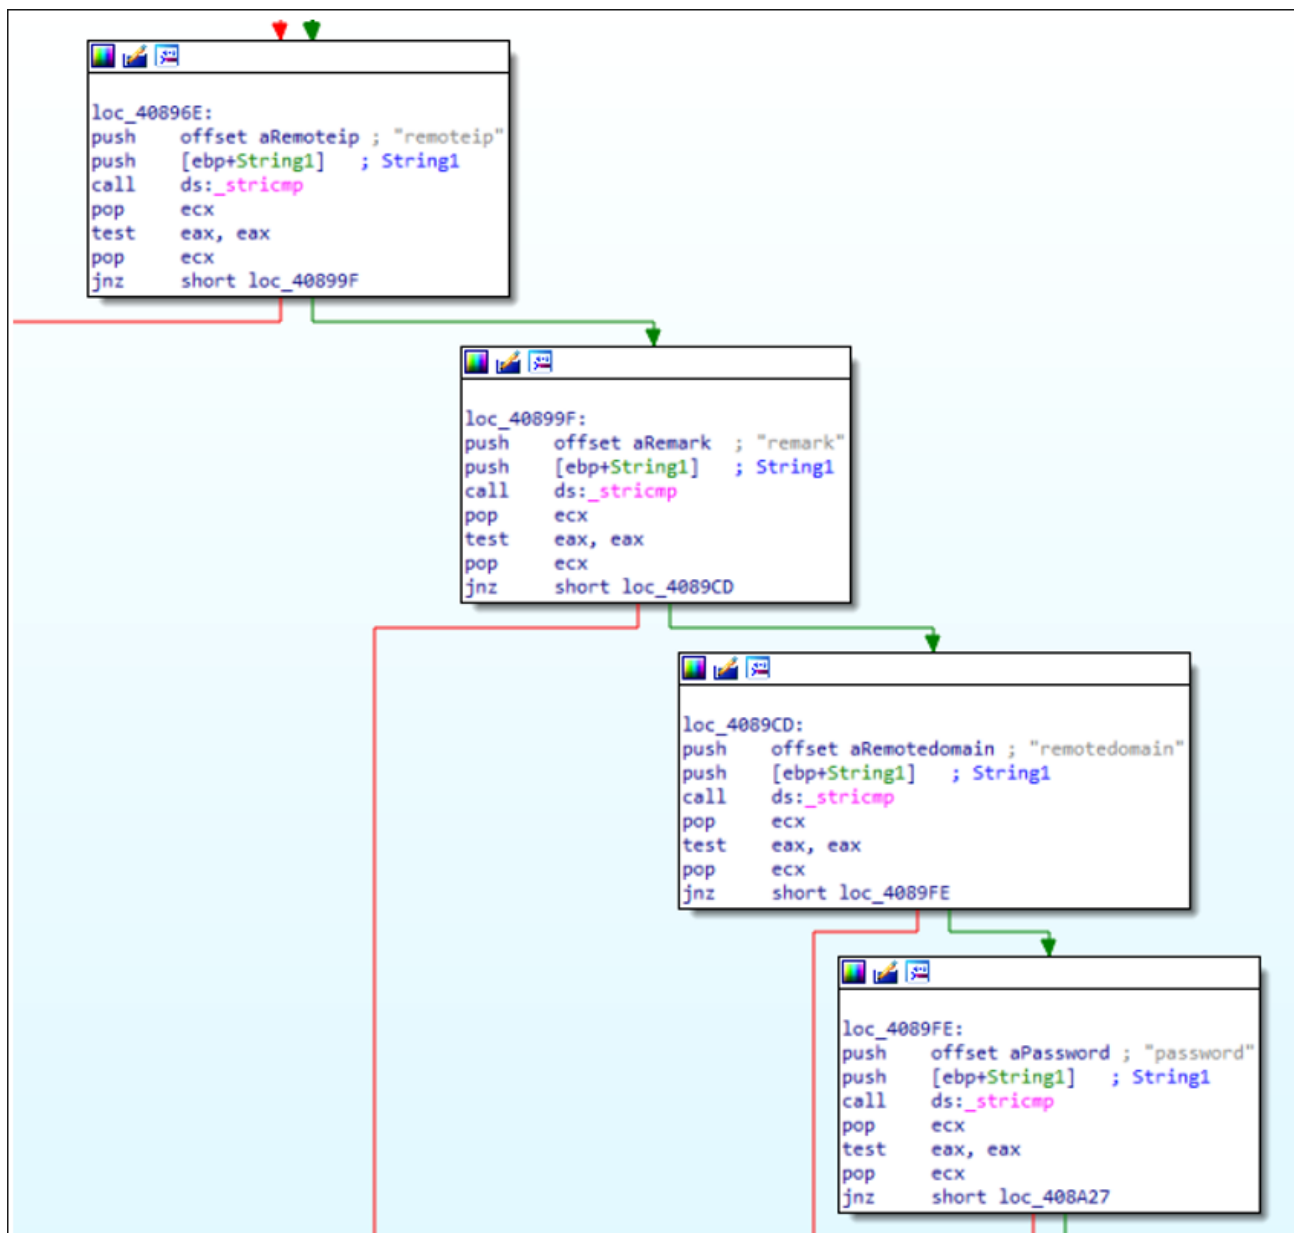 loc_40896E:
push offset aRemoteip ; "remoteip"
push [ebp+String1] ; String1
call ds:_stricmp
pop ecx
test eax, eax
pop ecx
jnz short loc_40899F
loc_40899F:
push offset aRemark ; "remark"
push [ebp+String1] ; String1
call ds:_stricmp
pop ecx
test eax, eax
pop ecx
jnz short loc_4089CD
loc_4089CD:
push offset aRemotedomain ; "remotedomain"
push [ebp+String1] ; String1
call ds:_stricmp
pop ecx
test eax, eax
pop ecx
jnz short loc_4089FE
loc_4089FE:
push offset aPassword ; "password"
push [ebp+String1] ; String1
call ds:_stricmp
pop ecx
test eax, eax
pop ecx
jnz short loc_408A27